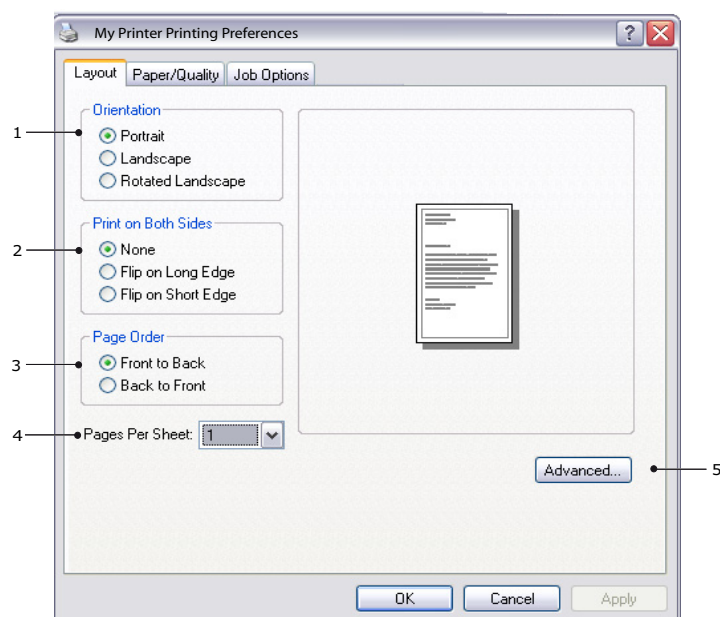 My Printer Printing Preferences
?
Layout Paper/Quality Job Options
Orientation
1
Portrait
Landscape
Rotated Landscape
Print on Both Sides
2
None
Flip on Long Edge
Flip on Short Edge
Page Order
3
Front to Back
Back to Front
4
Pages Per Sheet: 1
Advanced...
5
OK Cancel Apply